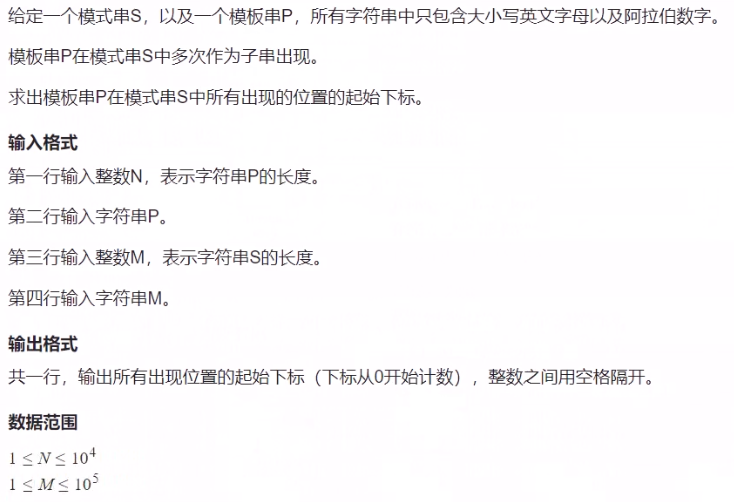 给定一个模式串S，以及一个模板串P，所有字符串中只包含大小写英文字母以及阿拉伯数字。
模板串P在模式串S中多次作为子串出现。
求出模板串P在模式串S中所有出现的位置的起始下标。
输入格式
第一行输入整数N，表示字符串P的长度。
第二行输入字符串P。
第三行输入整数M，表示字符串S的长度。
第四行输入字符串M。
输出格式
共一行，输出所有出现位置的起始下标（下标从0开始计数），整数之间用空格隔开。
数据范围
1 ≤ N ≤ 10⁴
1 ≤ M ≤ 10⁵